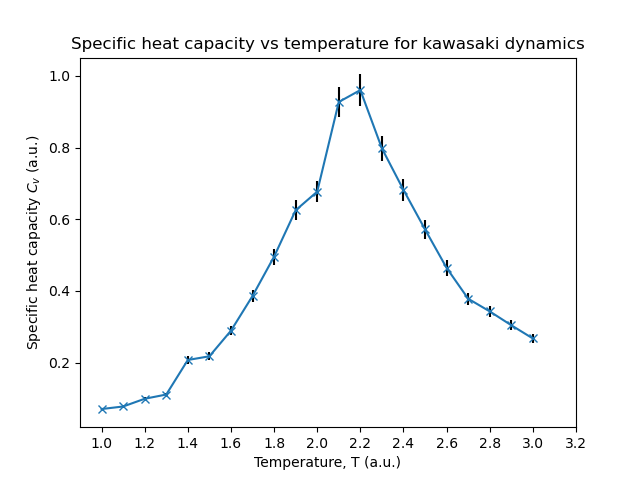 Specific heat capacity vs temperature for kawasaki dynamics
1.0
0.8
0.6
0.4
0.2
Specific heat capacity Cᵥ (a.u.)
1.0 1.2 1.4 1.6 1.8 2.0 2.2 2.4 2.6 2.8 3.0 3.2
Temperature, T (a.u.)